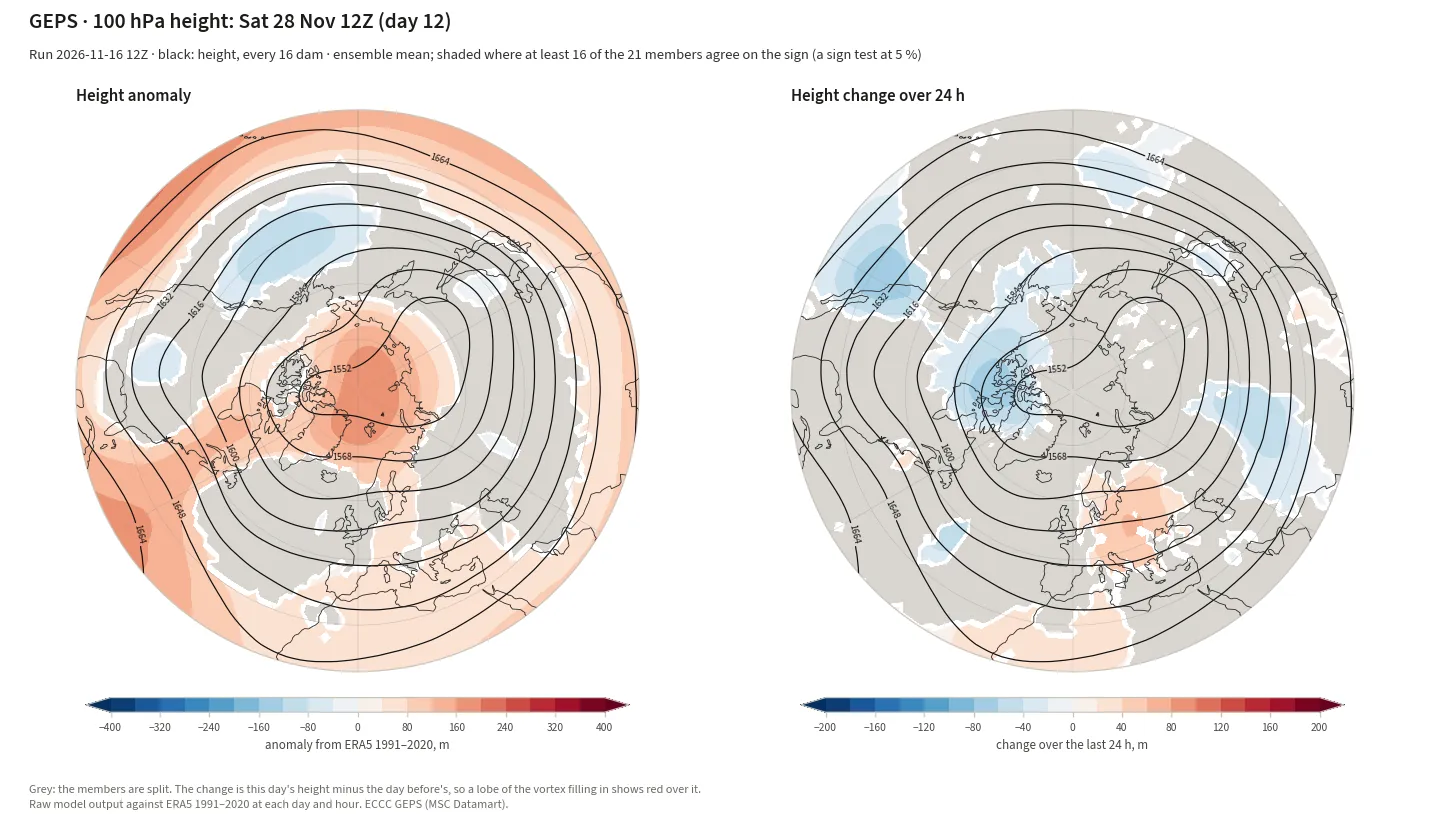 GEPS · 100 hPa height: Sat 28 Nov 12Z (day 12)
Run 2026-11-16 12Z · black: height, every 16 dam · ensemble mean; shaded where at least 16 of the 21 members agree on the sign (a sign test at 5 %)
Height anomaly
Height change over 24 h
1664
1632
1616
1584
1552
1568
1600
1648
1664
1664
1632
1616
1584
1552
1568
1600
1648
1664
−400 −320 −240 −160 −80 0 80 160 240 320 400
anomaly from ERA5 1991–2020, m
−200 −160 −120 −80 −40 0 40 80 120 160 200
change over the last 24 h, m
Grey: the members are split. The change is this day's height minus the day before's, so a lobe of the vortex filling in shows red over it.
Raw model output against ERA5 1991–2020 at each day and hour. ECCC GEPS (MSC Datamart).